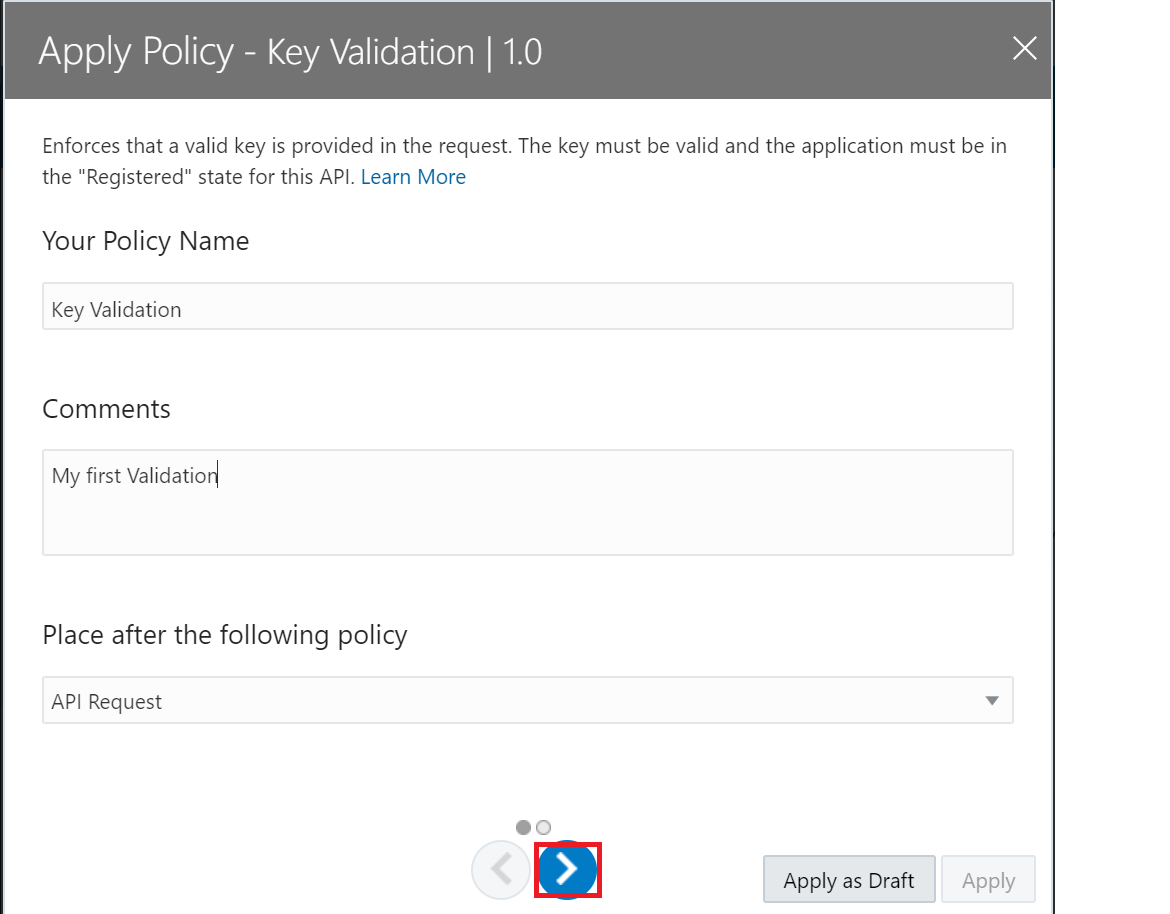 Apply Policy - Key Validation | 1.0
Enforces that a valid key is provided in the request. The key must be valid and the application must be in
the "Registered" state for this API. Learn More
Your Policy Name
Key Validation
Comments
My first Validation
Place after the following policy
API Request
Apply as Draft
Apply